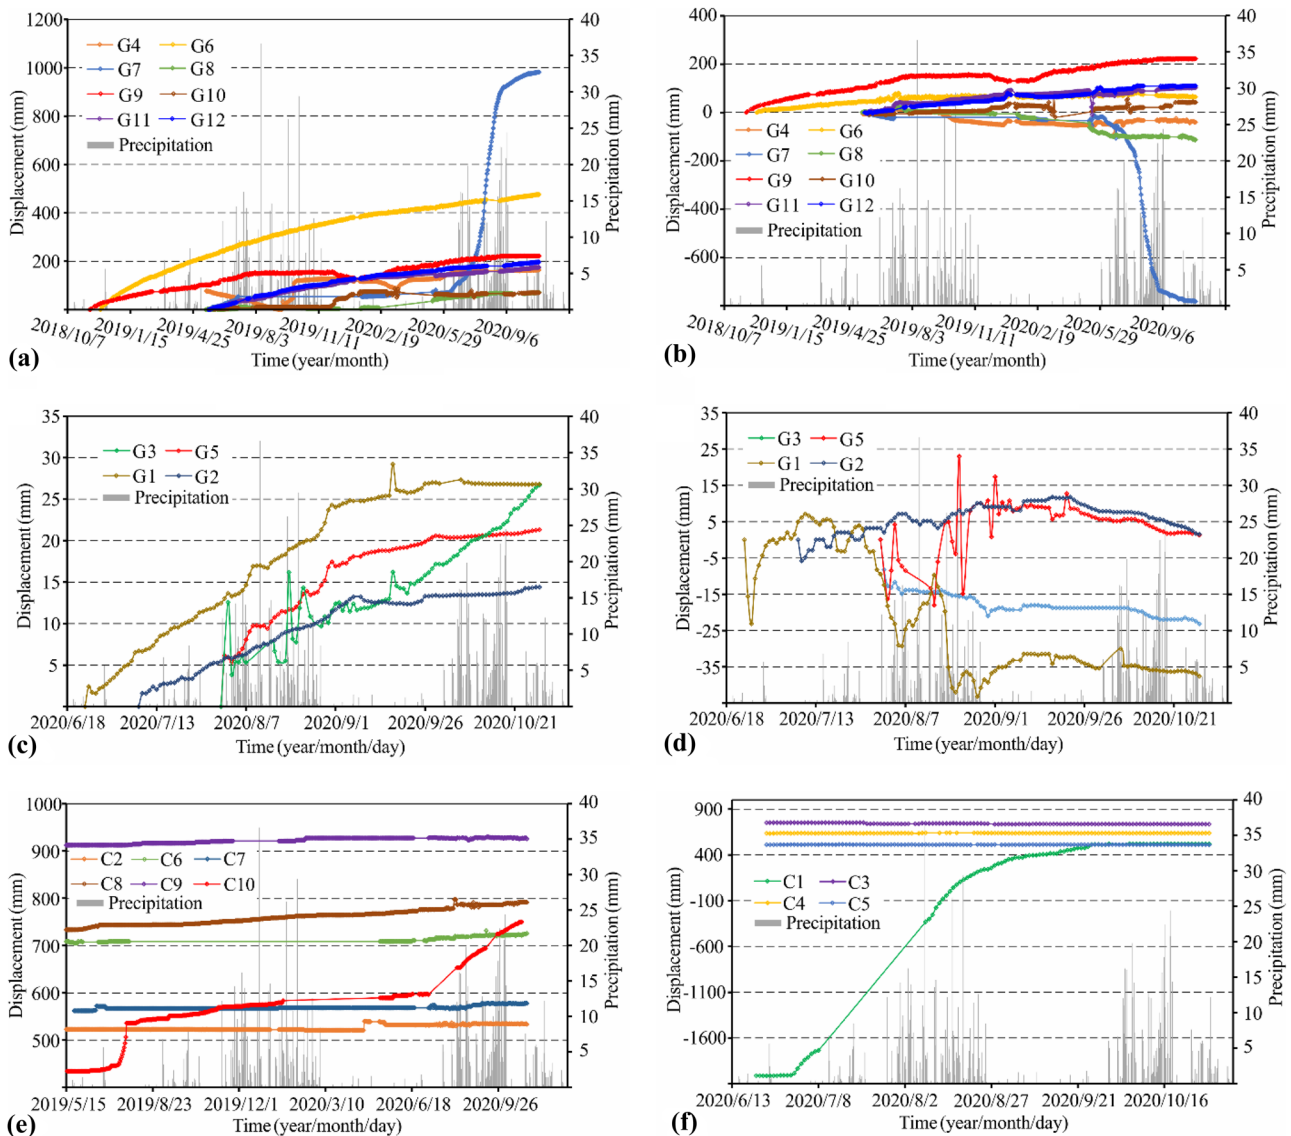 1200
1000
800
600
400
200
0
Displacement (mm)
G4 G6
G7 G8
G9 G10
G11 G12
Precipitation
40
35
30
25
20
15
10
5
Precipitation (mm)
2018/10/7 2019/1/15 2019/4/25 2019/8/3 2019/11/11 2020/2/19 2020/5/29 2020/9/6
Time (year/month)
(a)
400
200
0
-200
-400
-600
Displacement (mm)
G4 G6
G7 G8
G9 G10
G11 G12
Precipitation
40
35
30
25
20
15
10
5
Precipitation (mm)
2018/10/7 2019/1/15 2019/4/25 2019/8/3 2019/11/11 2020/2/19 2020/5/29 2020/9/6
Time (year/month)
(b)
35
30
25
20
15
10
5
Displacement (mm)
G3 G5
G1 G2
Precipitation
40
35
30
25
20
15
10
5
Precipitation (mm)
2020/6/18 2020/7/13 2020/8/7 2020/9/1 2020/9/26 2020/10/21
Time (year/month/day)
(c)
35
25
15
5
-5
-15
-25
-35
Displacement (mm)
G3 G5
G1 G2
Precipitation
40
35
30
25
20
15
10
5
Precipitation (mm)
2020/6/18 2020/7/13 2020/8/7 2020/9/1 2020/9/26 2020/10/21
Time (year/month/day)
(d)
1000
900
800
700
600
500
Displacement (mm)
C2 C6 C7
C8 C9 C10
Precipitation
40
35
30
25
20
15
10
5
Precipitation (mm)
2019/5/15 2019/8/23 2019/12/1 2020/3/10 2020/6/18 2020/9/26
Time (year/month/day)
(e)
900
400
-100
-600
-1100
-1600
Displacement (mm)
C1 C3
C4 C5
Precipitation
40
35
30
25
20
15
10
5
Precipitation (mm)
2020/6/13 2020/7/8 2020/8/2 2020/8/27 2020/9/21 2020/10/16
Time (year/month/day)
(f)